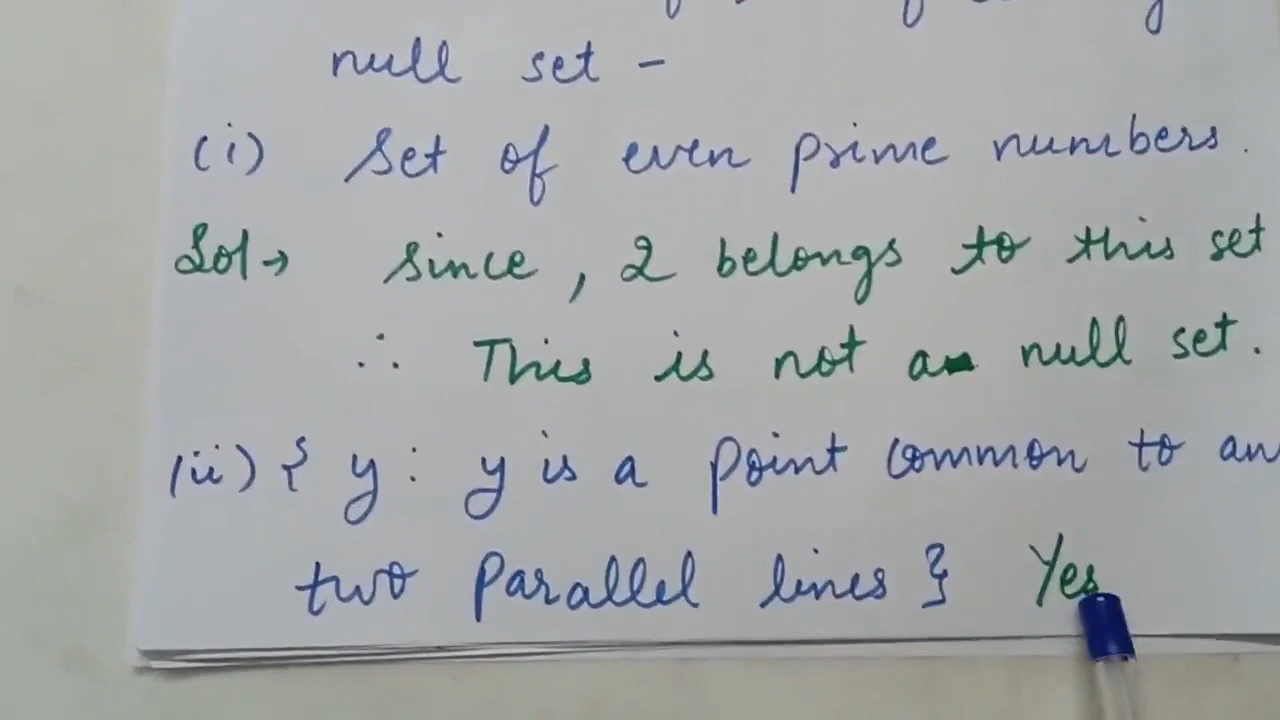 null set -
(i) Set of even prime numbers.
Sol→ Since, 2 belongs to this set
∴ This is not a null set.
(ii) { y : y is a point common to an
two parallel lines } Yes